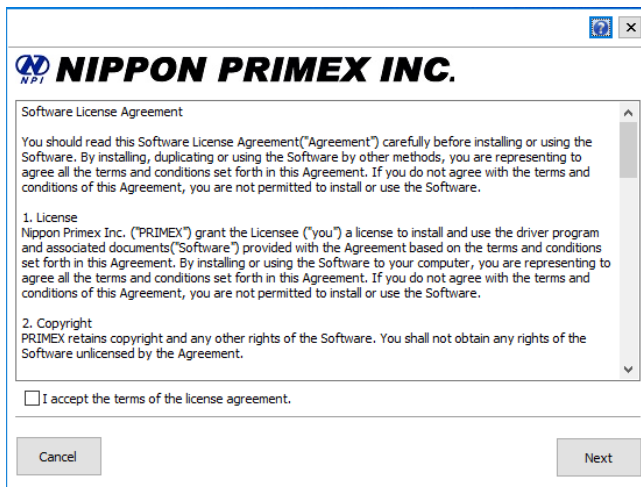 NPI
NIPPON PRIMEX INC.
Software License Agreement
You should read this Software License Agreement("Agreement") carefully before installing or using the
Software. By installing, duplicating or using the Software by other methods, you are representing to
agree all the terms and conditions set forth in this Agreement. If you do not agree with the terms and
conditions of this Agreement, you are not permitted to install or use the Software.
1. License
Nippon Primex Inc. ("PRIMEX") grant the Licensee ("you") a license to install and use the driver program
and associated documents("Software") provided with the Agreement based on the terms and conditions
set forth in this Agreement. By installing or using the Software to your computer, you are representing to
agree all the terms and conditions set forth in this Agreement. If you do not agree with the terms and
conditions of this Agreement, you are not permitted to install or use the Software.
2. Copyright
PRIMEX retains copyright and any other rights of the Software. You shall not obtain any rights of the
Software unlicensed by the Agreement.
I accept the terms of the license agreement.
Cancel
Next